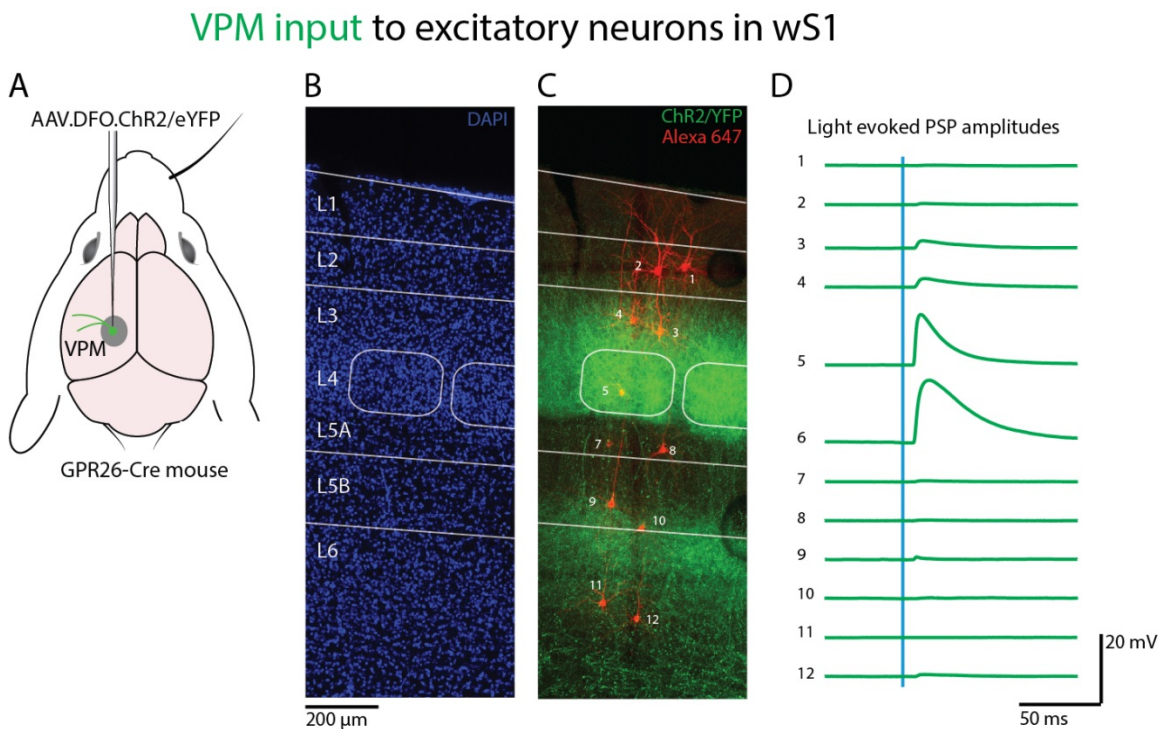 VPM input to excitatory neurons in wS1
A
AAV.DFO.ChR2/eYFP
VPM
GPR26-Cre mouse
B
DAPI
L1
L2
L3
L4
L5A
L5B
L6
200 μm
C
ChR2/YFP
Alexa 647
2
1
4
3
5
7
8
9
10
11
12
D
Light evoked PSP amplitudes
1
2
3
4
5
6
7
8
9
10
11
12
20 mV
50 ms